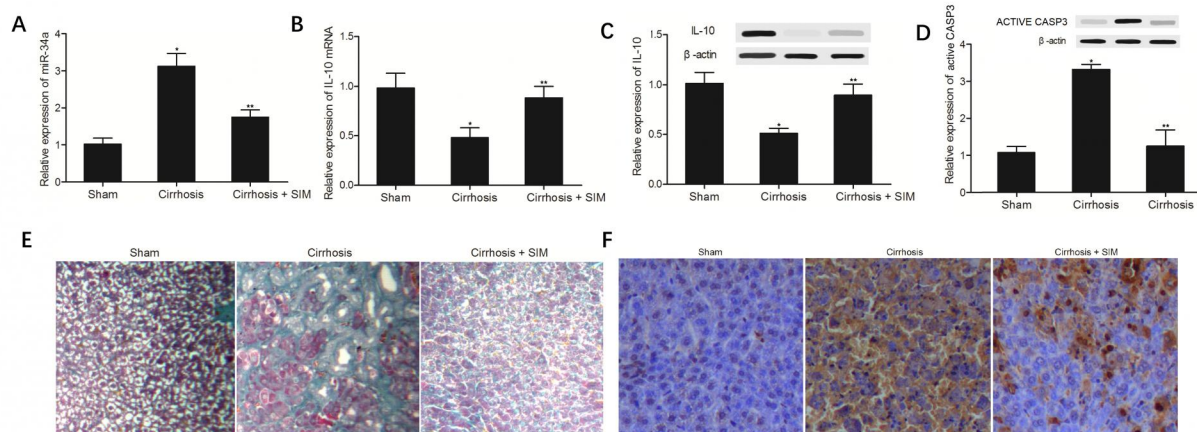 A
Relative expression of miR-34a
4
3
2
1
0
*
**
Sham
Cirrhosis
Cirrhosis + SIM
B
Relative expression of IL-10 mRNA
1.5
1.0
0.5
0.0
*
**
Sham
Cirrhosis
Cirrhosis + SIM
C
Relative expression of IL-10
1.5
1.0
0.5
0.0
IL-10
β -actin
*
**
Sham
Cirrhosis
Cirrhosis + SIM
D
Relative expression of active CASP3
4
3
2
1
0
ACTIVE CASP3
β -actin
*
**
Sham
Cirrhosis
Cirrhosis
E
Sham
Cirrhosis
Cirrhosis + SIM
F
Sham
Cirrhosis
Cirrhosis + SIM